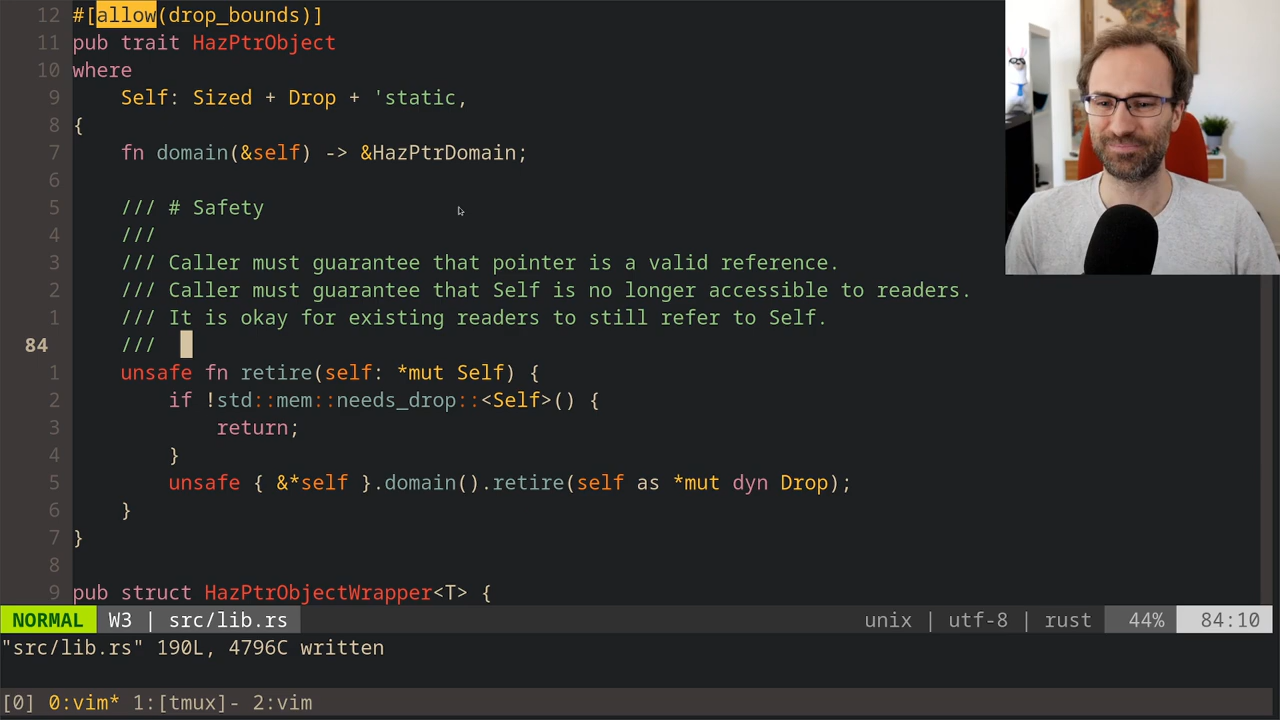 12 #[allow(drop_bounds)]
11 pub trait HazPtrObject
10 where
9     Self: Sized + Drop + 'static,
8 {
7     fn domain(&self) -> &HazPtrDomain;
6
5     /// # Safety
4     ///
3     /// Caller must guarantee that pointer is a valid reference.
2     /// Caller must guarantee that Self is no longer accessible to readers.
1     /// It is okay for existing readers to still refer to Self.
84     ///
1     unsafe fn retire(self: *mut Self) {
2         if !std::mem::needs_drop::<Self>() {
3             return;
4         }
5         unsafe { &*self }.domain().retire(self as *mut dyn Drop);
6     }
7 }
8
9 pub struct HazPtrObjectWrapper<T> {
NORMAL W3 | src/lib.rs unix | utf-8 | rust 44% 84:10
"src/lib.rs" 190L, 4796C written
[0] 0:vim* 1:[tmux]- 2:vim